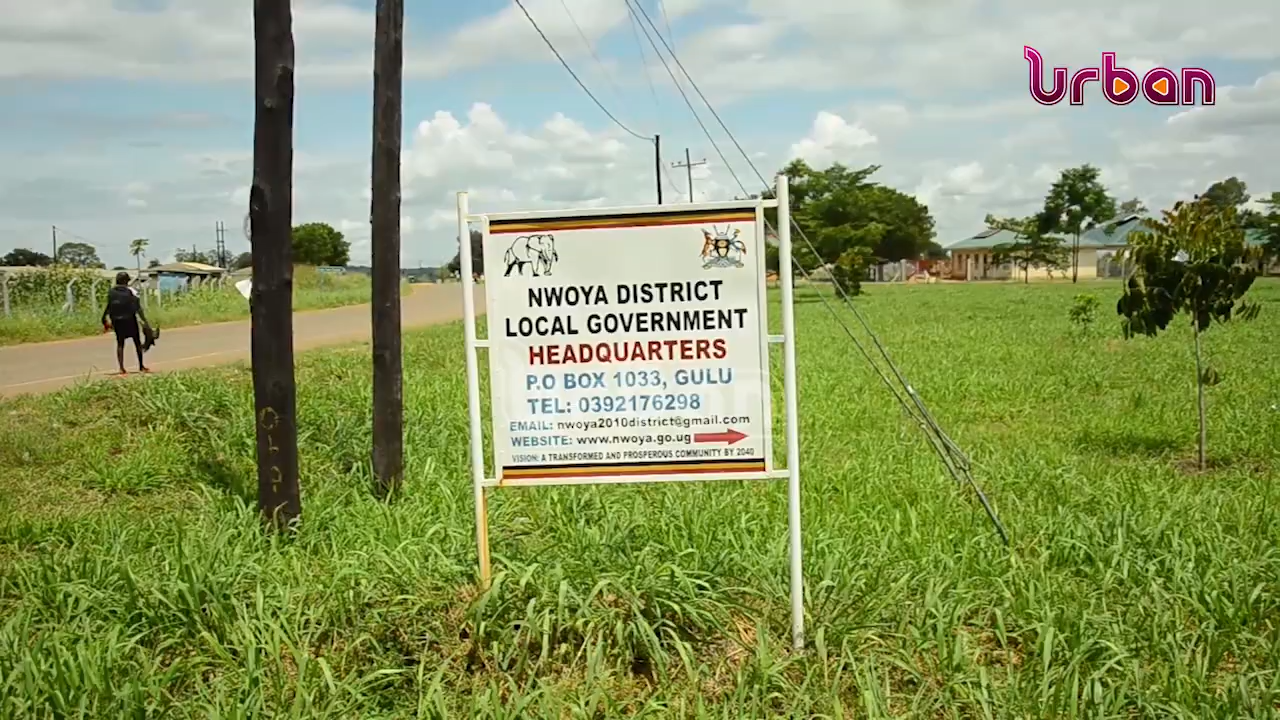 urban
NWOYA DISTRICT
LOCAL GOVERNMENT
HEADQUARTERS
P.O BOX 1033, GULU
TEL: 0392176298
EMAIL: nwoya2010district@gmail.com
WEBSITE: www.nwoya.go.ug
VISION: A TRANSFORMED AND PROSPEROUS COMMUNITY BY 2040